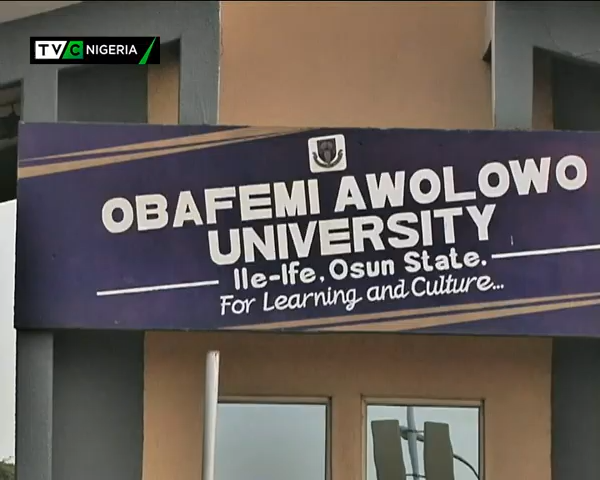 TVC NIGERIA
OBAFEMI AWOLOWO
UNIVERSITY
Ile-Ife, Osun State.
For Learning and Culture...